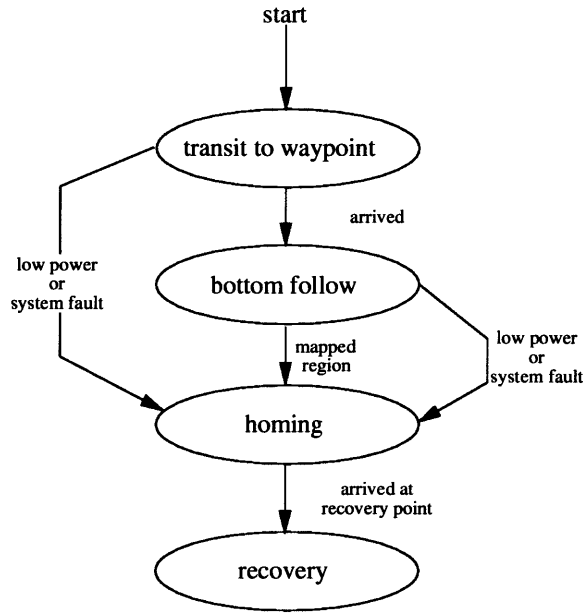 start
transit to waypoint
arrived
low power
or
system fault
bottom follow
mapped
region
low power
or
system fault
homing
arrived at
recovery point
recovery